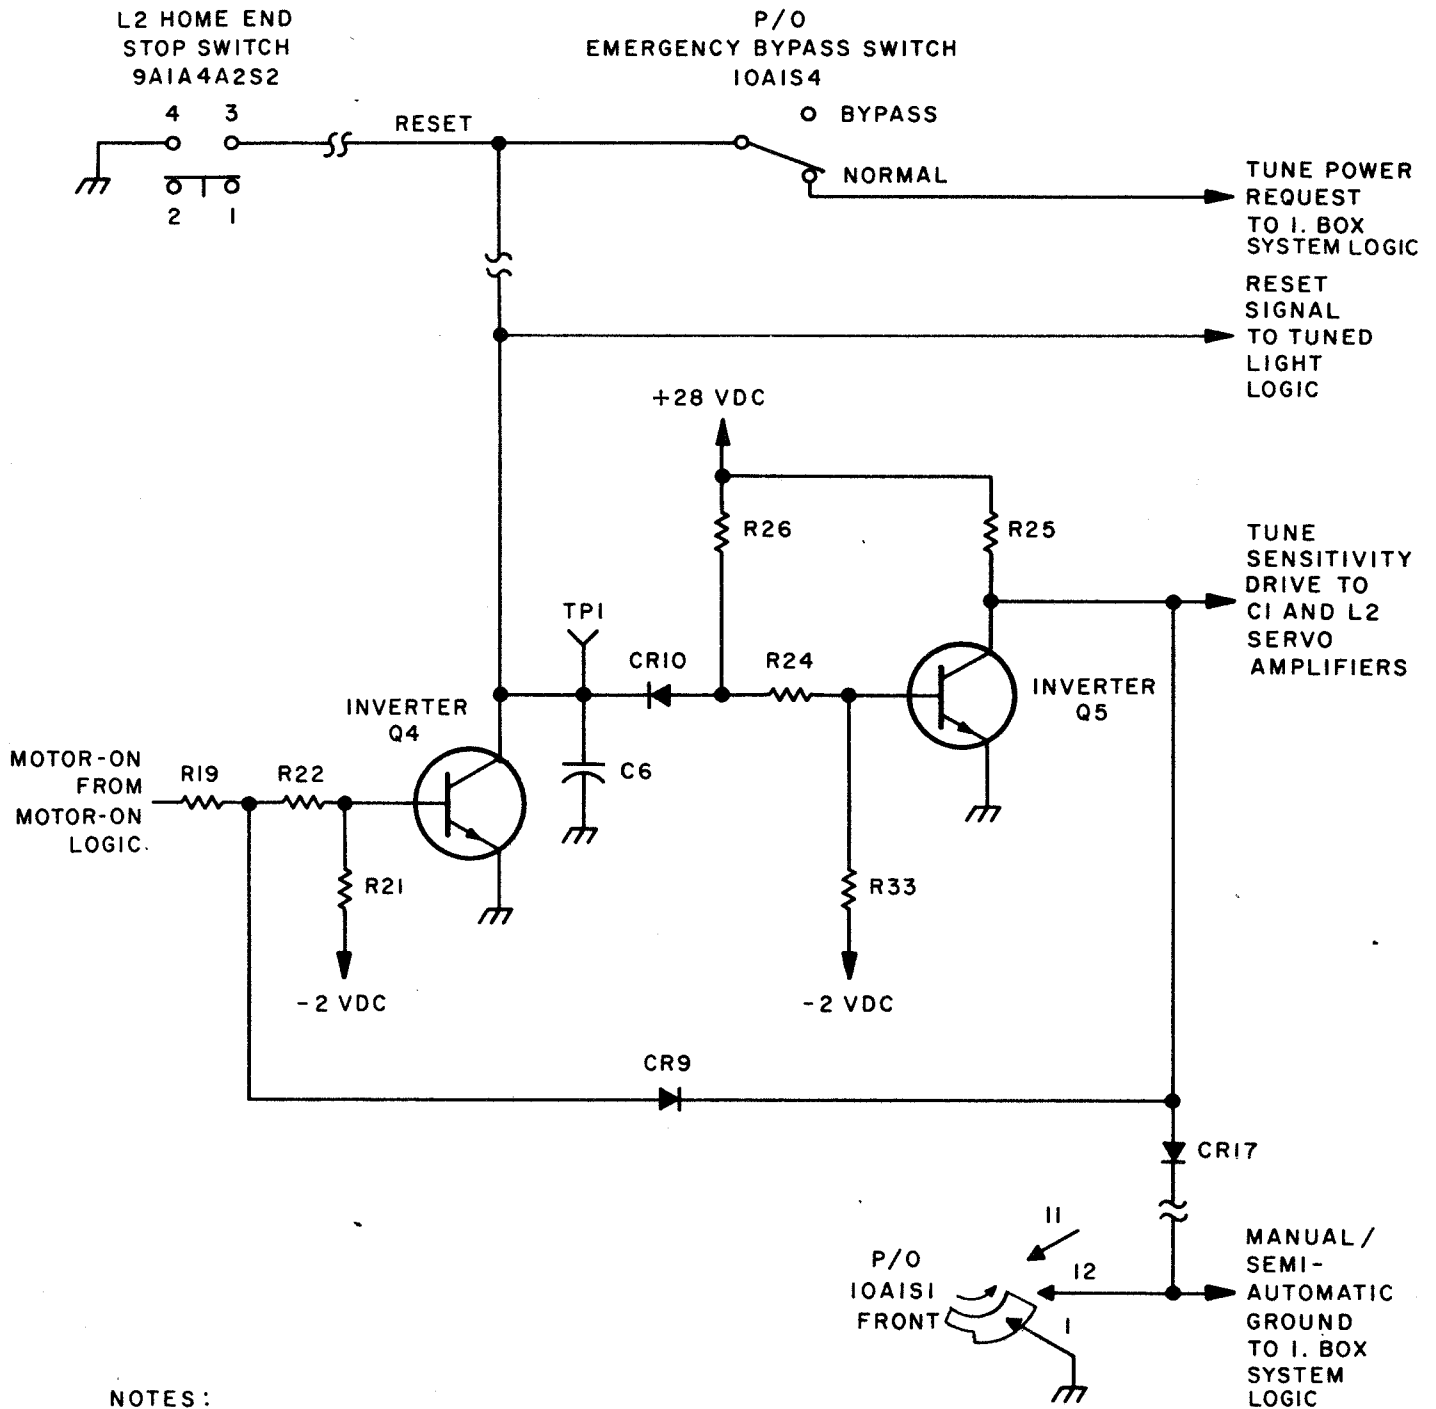 L2 HOME END
STOP SWITCH
9A1A4A2S2
P/O
EMERGENCY BYPASS SWITCH
10A1S4
4 3
BYPASS
RESET
NORMAL
2 1
TUNE POWER
REQUEST
TO I. BOX
SYSTEM LOGIC
RESET
SIGNAL
TO TUNED
LIGHT
LOGIC
+28 VDC
R26
R25
TUNE
SENSITIVITY
DRIVE TO
C1 AND L2
SERVO
AMPLIFIERS
TP1
CR10
R24
INVERTER
Q5
INVERTER
Q4
MOTOR-ON
FROM
MOTOR-ON
LOGIC
R19
R22
C6
R21
R33
-2 VDC
-2 VDC
CR9
CR17
11
12
1
P/O
10A1S1
FRONT
MANUAL/
SEMI-
AUTOMATIC
GROUND
TO I. BOX
SYSTEM
LOGIC
NOTES: